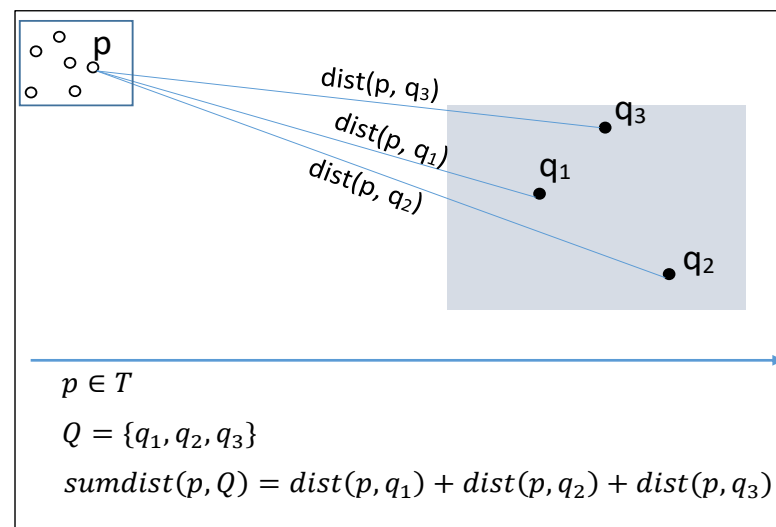 p
dist(p, q₃)
q₃
dist(p, q₁)
q₁
dist(p, q₂)
q₂
p ∈ T
Q = {q₁, q₂, q₃}
sumdist(p, Q) = dist(p, q₁) + dist(p, q₂) + dist(p, q₃)